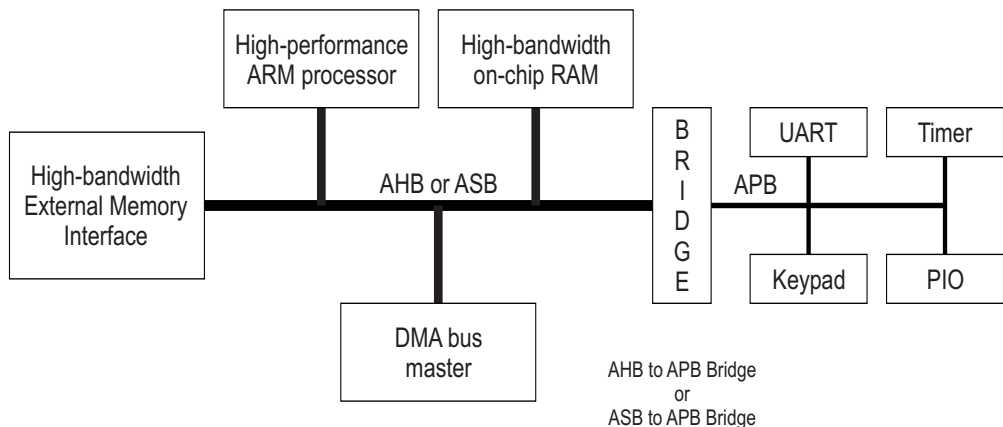 High-performance
ARM processor
High-bandwidth
on-chip RAM
High-bandwidth
External Memory
Interface
AHB or ASB
B
R
I
D
G
E
APB
UART
Timer
Keypad
PIO
DMA bus
master
AHB to APB Bridge
or
ASB to APB Bridge